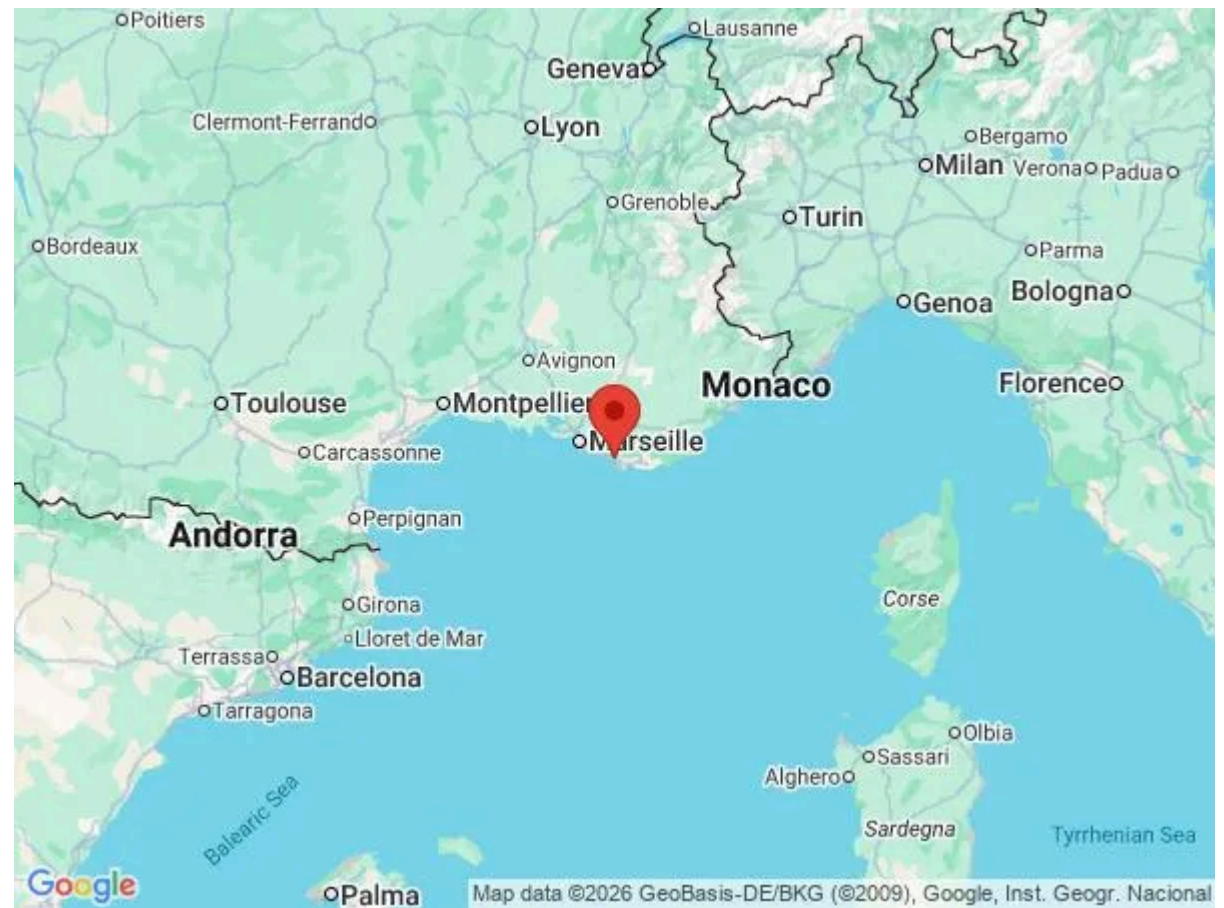 Poitiers
Lausanne
Geneva
Clermont-Ferrand
Lyon
Bergamo
Milan
Verona
Padua
Grenoble
Turin
Bordeaux
Parma
Bologna
Genoa
Avignon
Monaco
Florence
Toulouse
Montpellier
Marseille
Carcassonne
Perpignan
Andorra
Corse
Girona
Lloret de Mar
Terrassa
Barcelona
Tarragona
Olbia
Sassari
Alghero
Balearic Sea
Sardegna
Tyrrhenian Sea
Google
Palma
Map data ©2026 GeoBasis-DE/BKG (©2009), Google, Inst. Geogr. Nacional